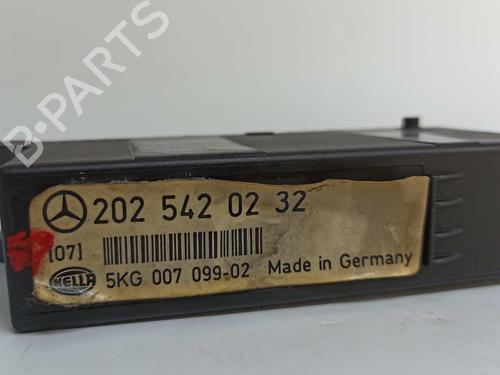 B-PARTS
202 542 02 32
[07]
HELLA
5KG 007 099-02 Made in Germany